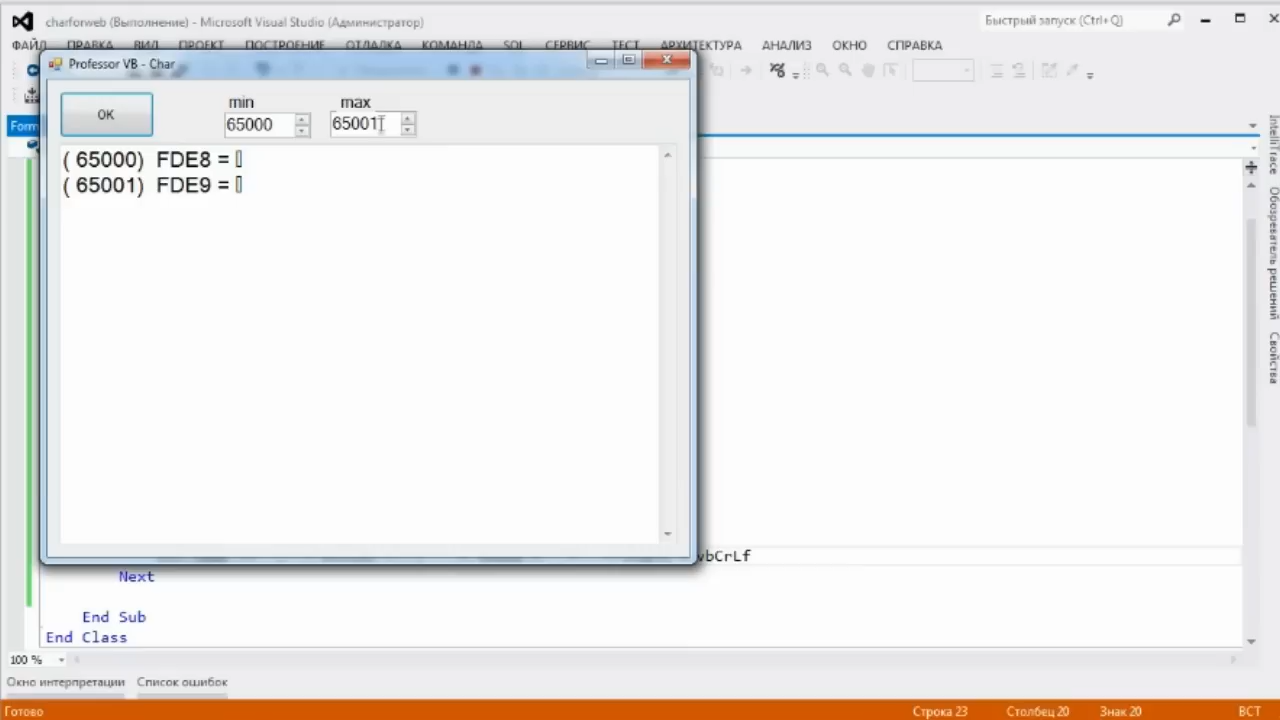 charforweb (Выполнение) - Microsoft Visual Studio (Администратор)
Быстрый запуск (Ctrl+Q)
ФАЙЛ ПРАВКА ВИД ПРОЕКТ ПОСТРОЕНИЕ ОТЛАДКА КОМАНДА SQL СЕРВИС ТЕСТ АРХИТЕКТУРА АНАЛИЗ ОКНО СПРАВКА
Professor VB - Char
OK
min
max
65000
65001
Form
( 65000) FDE8 =
( 65001) FDE9 =
IntelliTrace
Обозреватель решений
Свойства
vbCrLf
Next
End Sub
End Class
100 %
Окно интерпретации Список ошибок
Готово
Строка 23 Столбец 20 Знак 20 ВСТ